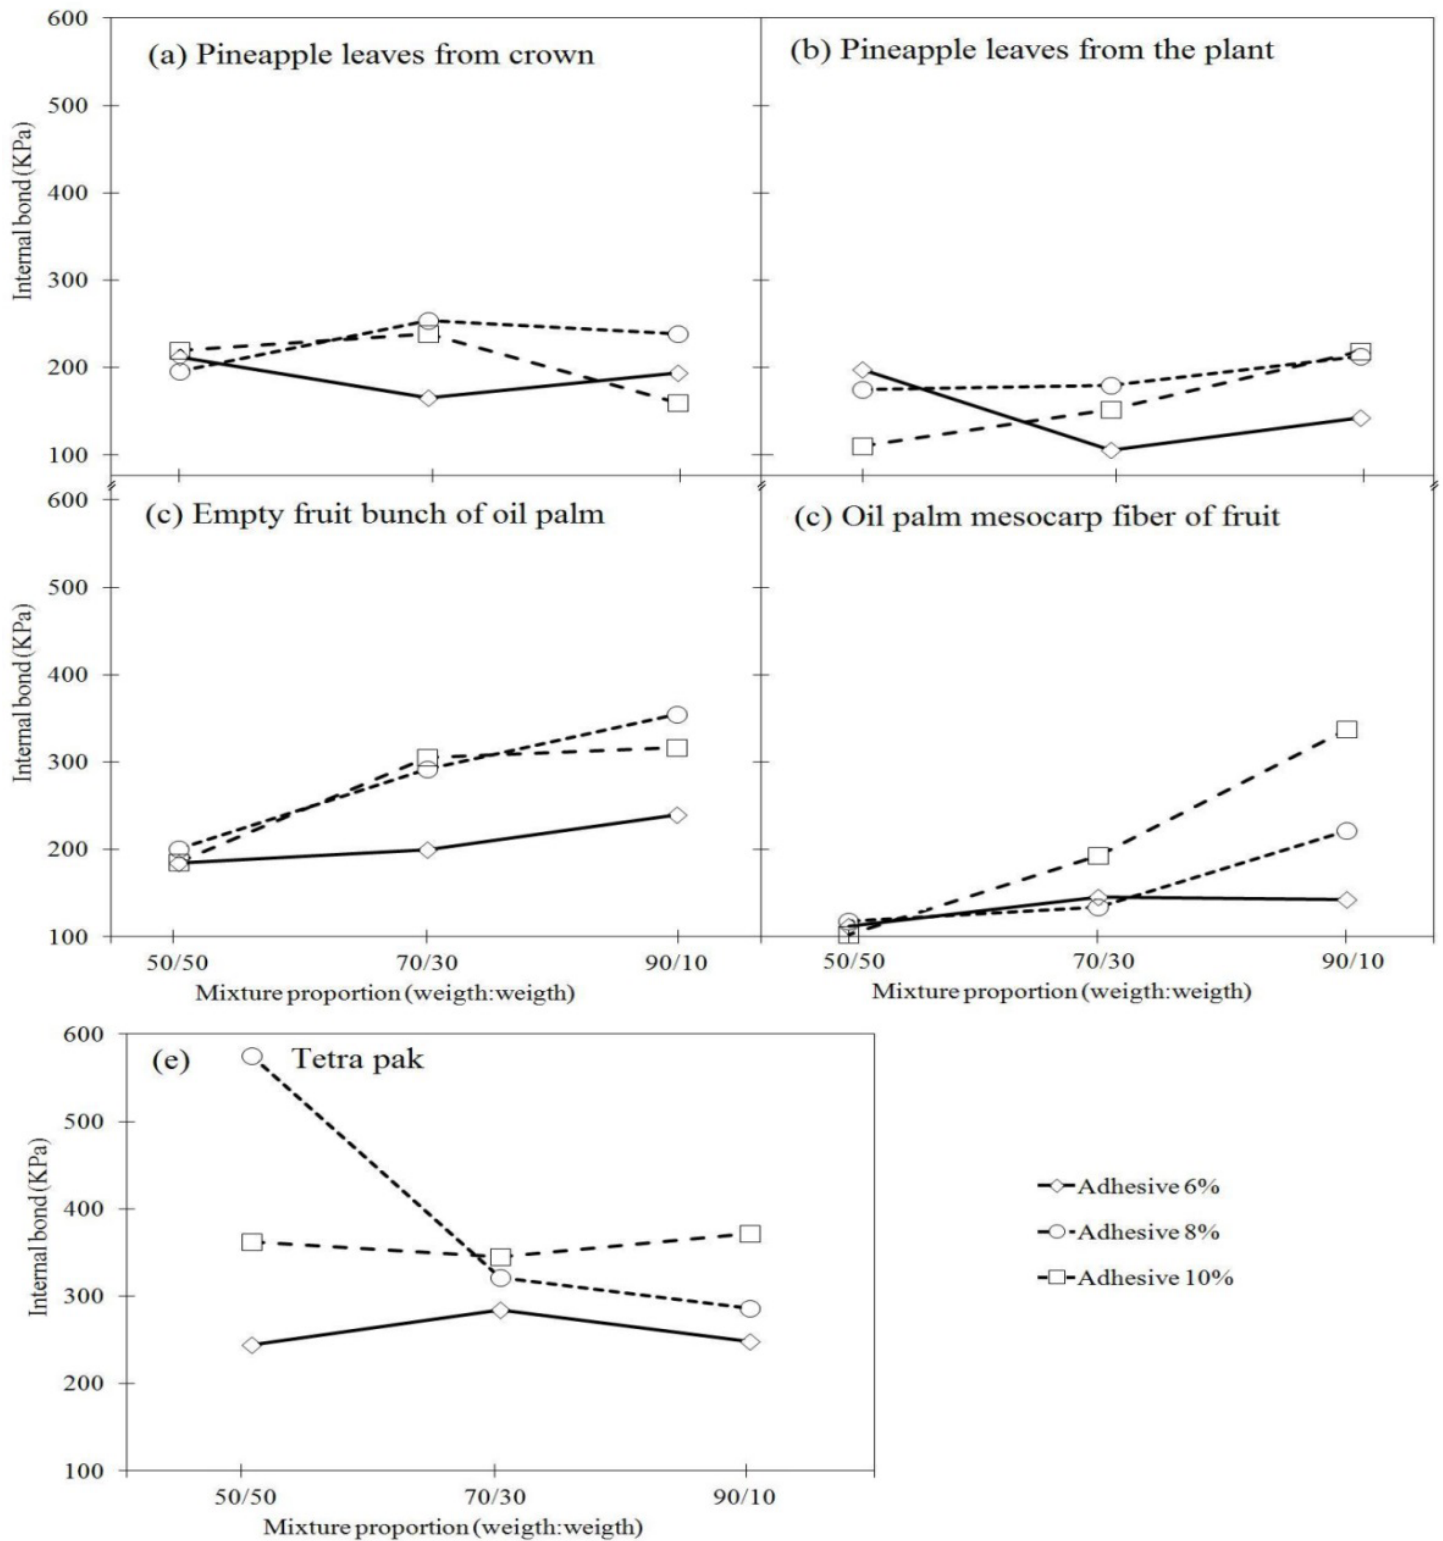 (a) Pineapple leaves from crown
(b) Pineapple leaves from the plant
Internal bond (KPa)
600
500
400
300
200
100
(c) Empty fruit bunch of oil palm
(c) Oil palm mesocarp fiber of fruit
Internal bond (KPa)
600
500
400
300
200
100
50/50 70/30 90/10
50/50 70/30 90/10
Mixture proportion (weigth:weigth)
Mixture proportion (weigth:weigth)
(e) Tetra pak
Internal bond (KPa)
600
500
400
300
200
100
50/50 70/30 90/10
Mixture proportion (weigth:weigth)
Adhesive 6%
Adhesive 8%
Adhesive 10%